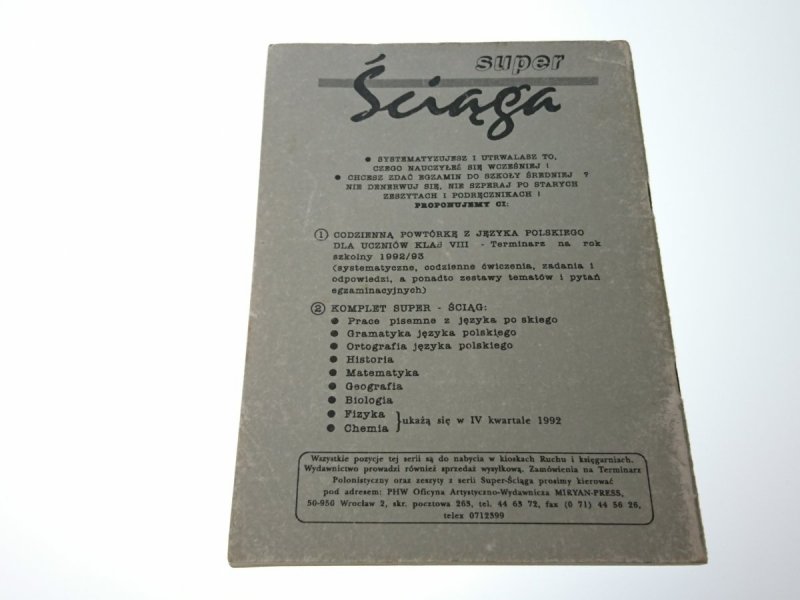 super
Ściąga
● SYSTEMATYZUJESZ I UTRWALASZ TO,
CZEGO NAUCZYŁEŚ SIĘ WCZEŚNIEJ !
● CHCESZ ZDAĆ EGZAMIN DO SZKOŁY ŚREDNIEJ ?
NIE DENERWUJ SIĘ, NIE SZPERAJ PO STARYCH
ZESZYTACH I PODRĘCZNIKACH !
PROPONUJEMY CI:
① CODZIENNĄ POWTÓRKĘ Z JĘZYKA POLSKIEGO
DLA UCZNIÓW KLAS VIII - Terminarz na rok
szkolny 1992/93
(systematyczne, codzienne ćwiczenia, zadania i
odpowiedzi, a ponadto zestawy tematów i pytań
egzaminacyjnych)
② KOMPLET SUPER - ŚCIĄG:
● Prace pisemne z języka po skiego
● Gramatyka języka polskiego
● Ortografia języka polskiego
● Historia
● Matematyka
● Geografia
● Biologia
● Fizyka
● Chemia } ukażą się w IV kwartale 1992
Wszystkie pozycje tej serii są do nabycia w kioskach Ruchu i księgarniach.
Wydawnictwo prowadzi również sprzedaż wysyłkową. Zamówienia na Terminarz
Polonistyczny oraz zeszyty z serii Super-Ściąga prosimy kierować
pod adresem: PHW Oficyna Artystyczno-Wydawnicza MIRYAN-PRESS,
50-950 Wrocław 2, skr. pocztowa 263, tel. 44 63 72, fax (0 71) 44 56 26,
telex 0712399